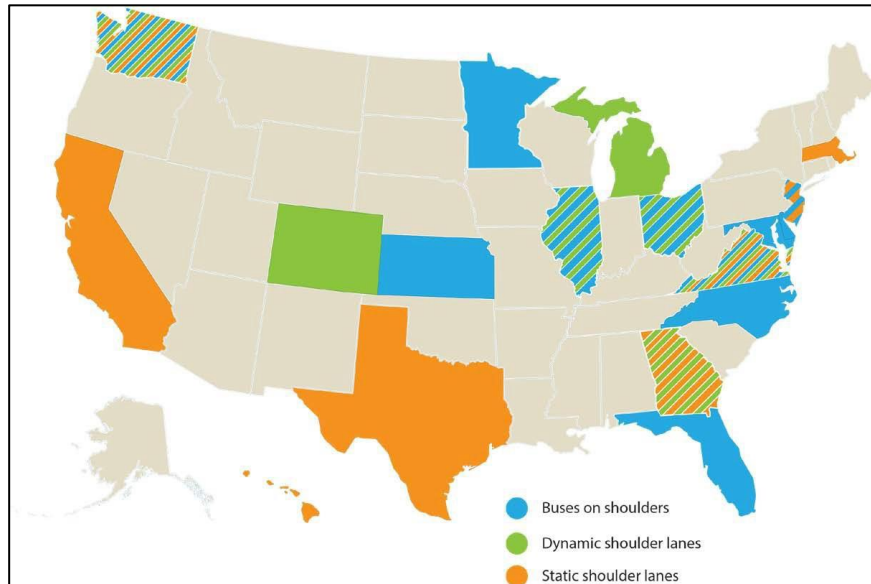 Buses on shoulders
Dynamic shoulder lanes
Static shoulder lanes